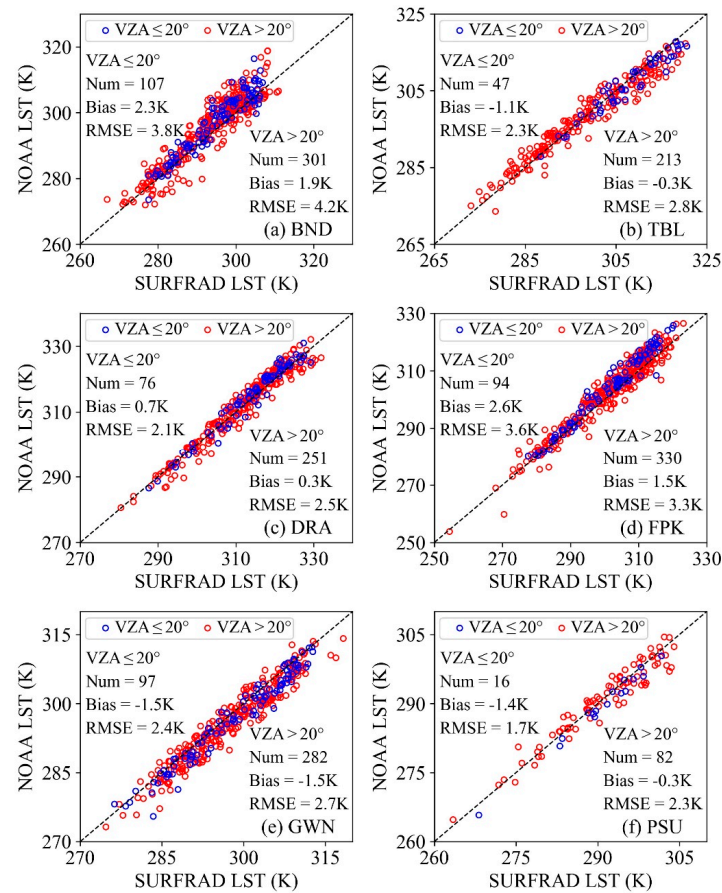 VZA ≤ 20° VZA > 20°
VZA ≤ 20°
Num = 107
Bias = 2.3K
RMSE = 3.8K
VZA > 20°
Num = 301
Bias = 1.9K
RMSE = 4.2K
(a) BND
320
300
280
260
260 280 300 320
NOAA LST (K)
SURFRAD LST (K)
VZA ≤ 20° VZA > 20°
VZA ≤ 20°
Num = 47
Bias = -1.1K
RMSE = 2.3K
VZA > 20°
Num = 213
Bias = -0.3K
RMSE = 2.8K
(b) TBL
325
305
285
265
265 285 305 325
NOAA LST (K)
SURFRAD LST (K)
VZA ≤ 20° VZA > 20°
VZA ≤ 20°
Num = 76
Bias = 0.7K
RMSE = 2.1K
VZA > 20°
Num = 251
Bias = 0.3K
RMSE = 2.5K
(c) DRA
330
310
290
270
270 290 310 330
NOAA LST (K)
SURFRAD LST (K)
VZA ≤ 20° VZA > 20°
VZA ≤ 20°
Num = 94
Bias = 2.6K
RMSE = 3.6K
VZA > 20°
Num = 330
Bias = 1.5K
RMSE = 3.3K
(d) FPK
330
310
290
270
250
250 270 290 310 330
NOAA LST (K)
SURFRAD LST (K)
VZA ≤ 20° VZA > 20°
VZA ≤ 20°
Num = 97
Bias = -1.5K
RMSE = 2.4K
VZA > 20°
Num = 282
Bias = -1.5K
RMSE = 2.7K
(e) GWN
315
300
285
270
270 285 300 315
NOAA LST (K)
SURFRAD LST (K)
VZA ≤ 20° VZA > 20°
VZA ≤ 20°
Num = 16
Bias = -1.4K
RMSE = 1.7K
VZA > 20°
Num = 82
Bias = -0.3K
RMSE = 2.3K
(f) PSU
310
295
275
260
260 275 290 305
NOAA LST (K)
SURFRAD LST (K)